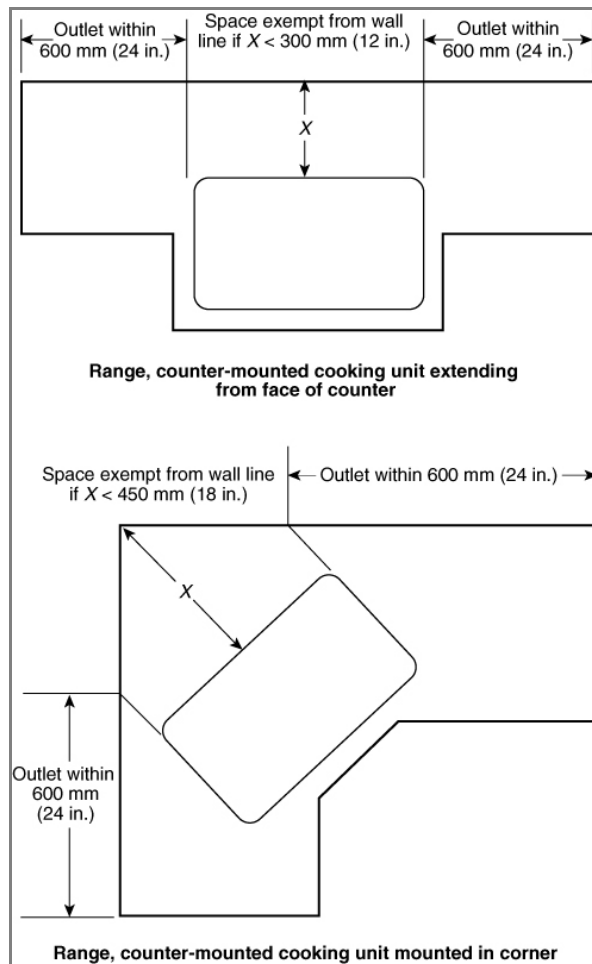 Outlet within
600 mm (24 in.)
Space exempt from wall
line if X < 300 mm (12 in.)
Outlet within
600 mm (24 in.)
X
Range, counter-mounted cooking unit extending
from face of counter
Space exempt from wall line
if X < 450 mm (18 in.)
Outlet within 600 mm (24 in.)
X
Outlet within
600 mm
(24 in.)
Range, counter-mounted cooking unit mounted in corner